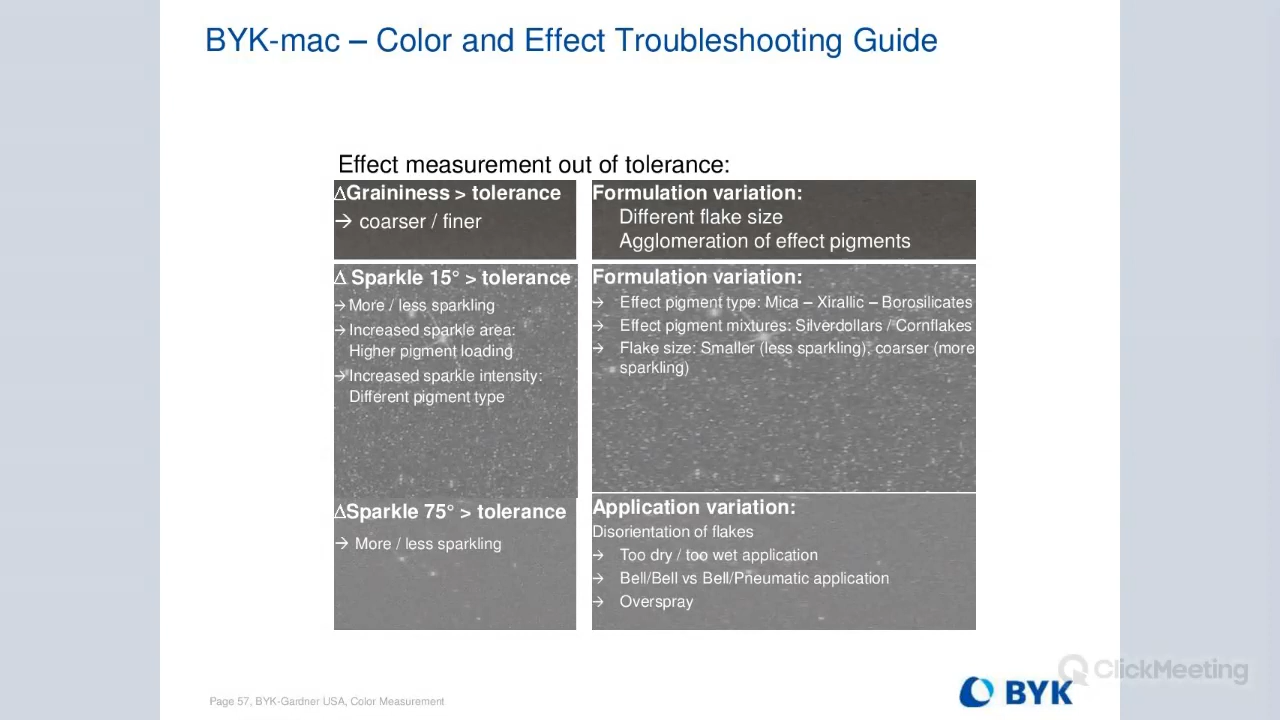 BYK-mac – Color and Effect Troubleshooting Guide
Effect measurement out of tolerance:
ΔGraininess > tolerance
→ coarser / finer
Formulation variation:
Different flake size
Agglomeration of effect pigments
Δ Sparkle 15° > tolerance
→ More / less sparkling
→ Increased sparkle area:
Higher pigment loading
→ Increased sparkle intensity:
Different pigment type
Formulation variation:
→ Effect pigment type: Mica – Xirallic – Borosilicates
→ Effect pigment mixtures: Silverdollars / Cornflakes
→ Flake size: Smaller (less sparkling), coarser (more
sparkling)
ΔSparkle 75° > tolerance
→ More / less sparkling
Application variation:
Disorientation of flakes
→ Too dry / too wet application
→ Bell/Bell vs Bell/Pneumatic application
→ Overspray
ClickMeeting
BYK
Page 57, BYK-Gardner USA, Color Measurement